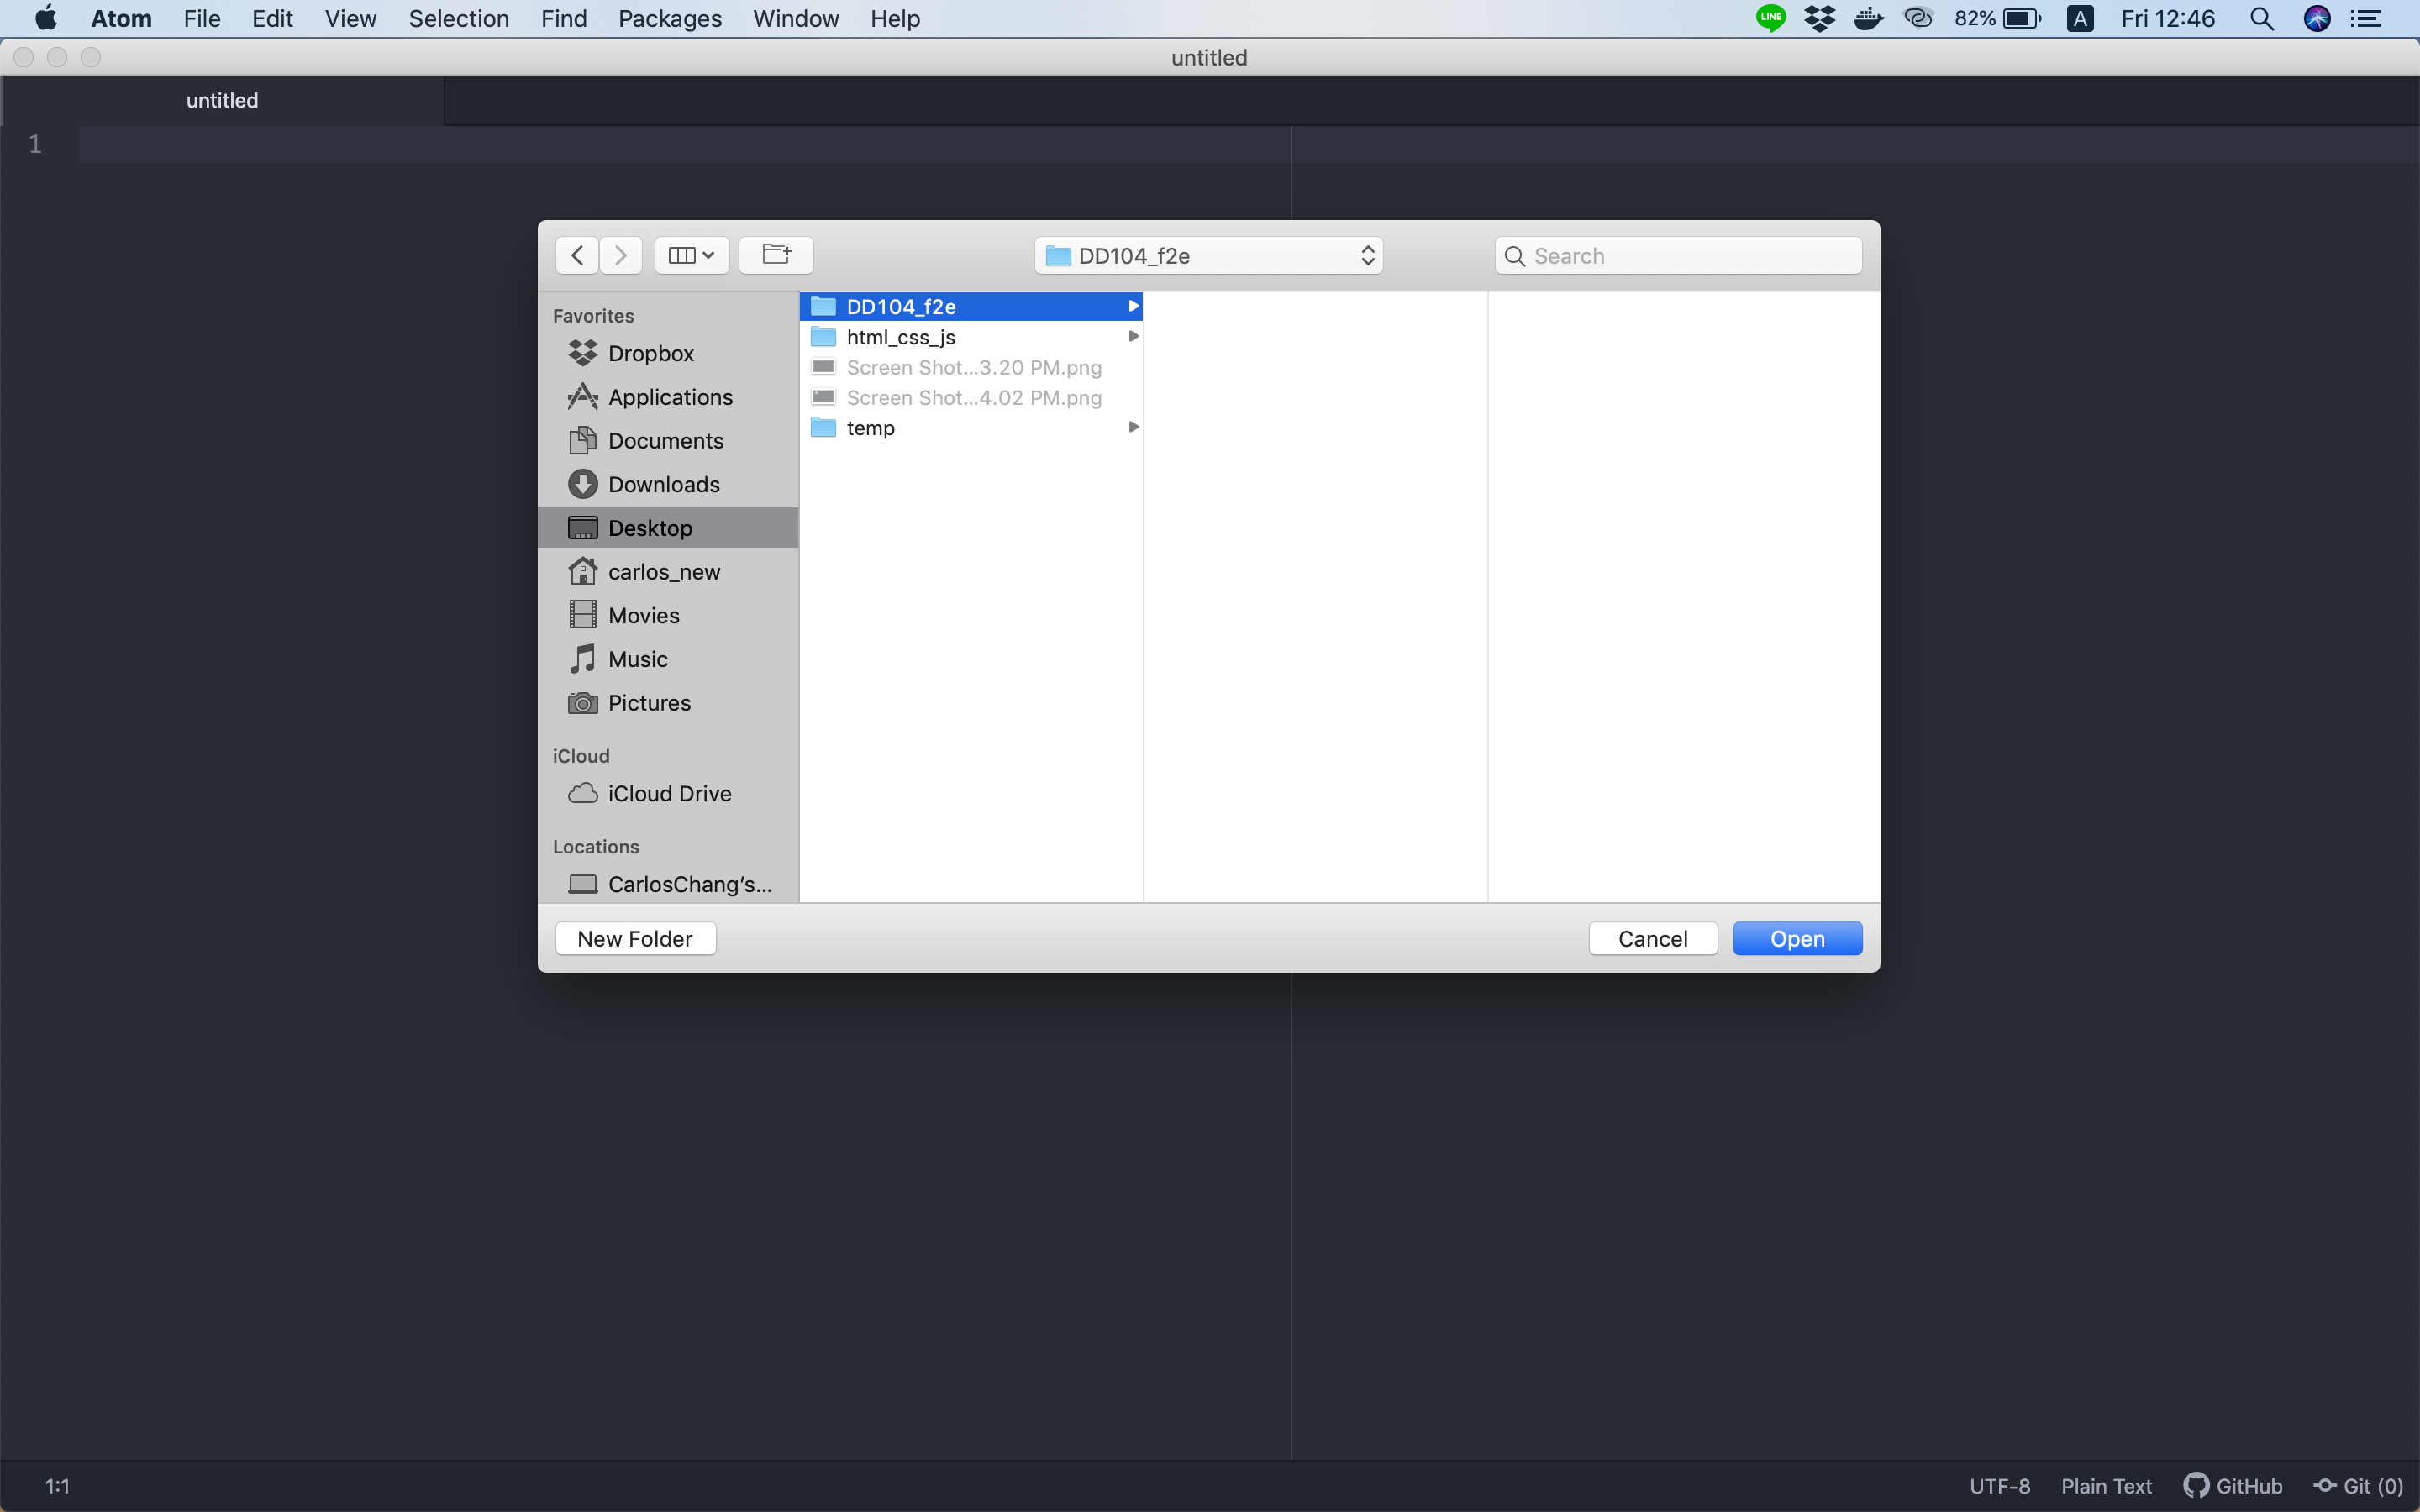 Atom File Edit View Selection Find Packages Window Help LINE 82% A Fri 12:46
untitled
untitled
1
DD104_f2e
Search
Favorites
Dropbox
Applications
Documents
Downloads
Desktop
carlos_new
Movies
Music
Pictures
iCloud
iCloud Drive
Locations
CarlosChang’s...
DD104_f2e
html_css_js
Screen Shot...3.20 PM.png
Screen Shot...4.02 PM.png
temp
New Folder Cancel Open
1:1 UTF-8 Plain Text GitHub Git (0)